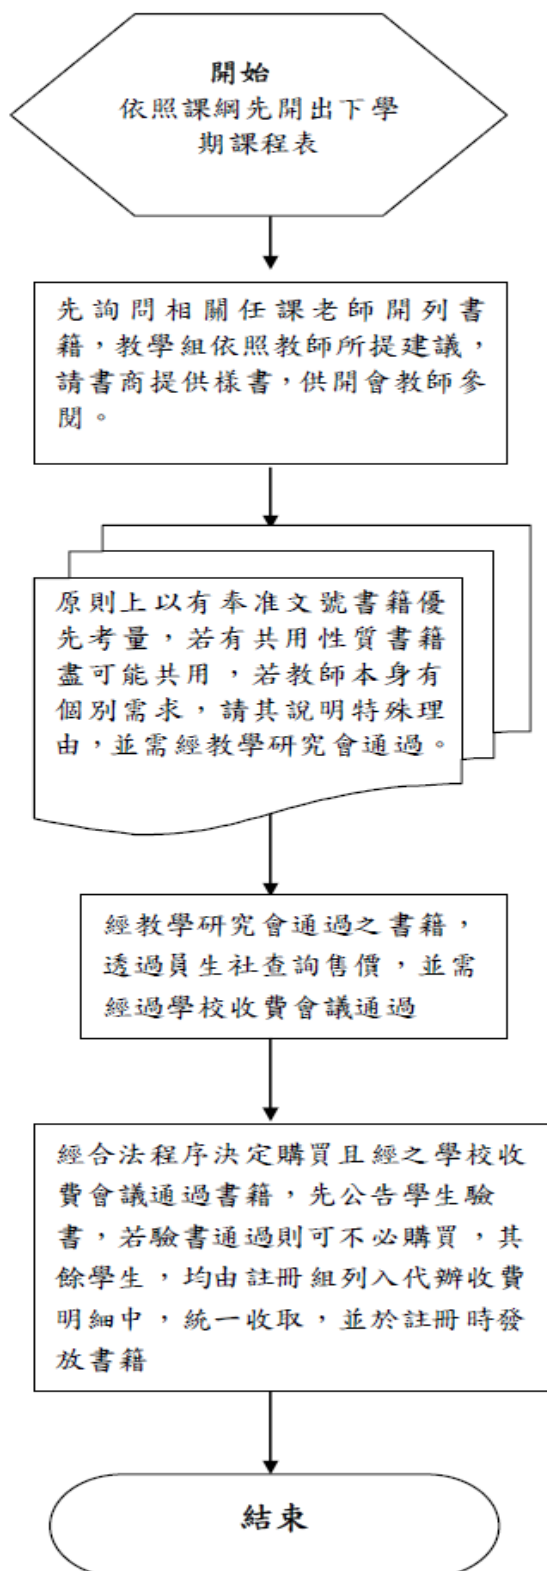 開始
依照課綱先開出下學
期課程表
先詢問相關任課老師開列書
籍，教學組依照教師所提建議，
請書商提供樣書，供開會教師參
閱。
原則上以有奉准文號書籍優
先考量，若有共用性質書籍
盡可能共用，若教師本身有
個別需求，請其說明特殊理
由，並需經教學研究會通過。
經教學研究會通過之書籍，
透過員生社查詢售價，並需
經過學校收費會議通過
經合法程序決定購買且經之學校收
費會議通過書籍，先公告學生驗
書，若驗書通過則可不必購買，其
餘學生，均由註冊組列入代辦收費
明細中，統一收取，並於註冊時發
放書籍
結束